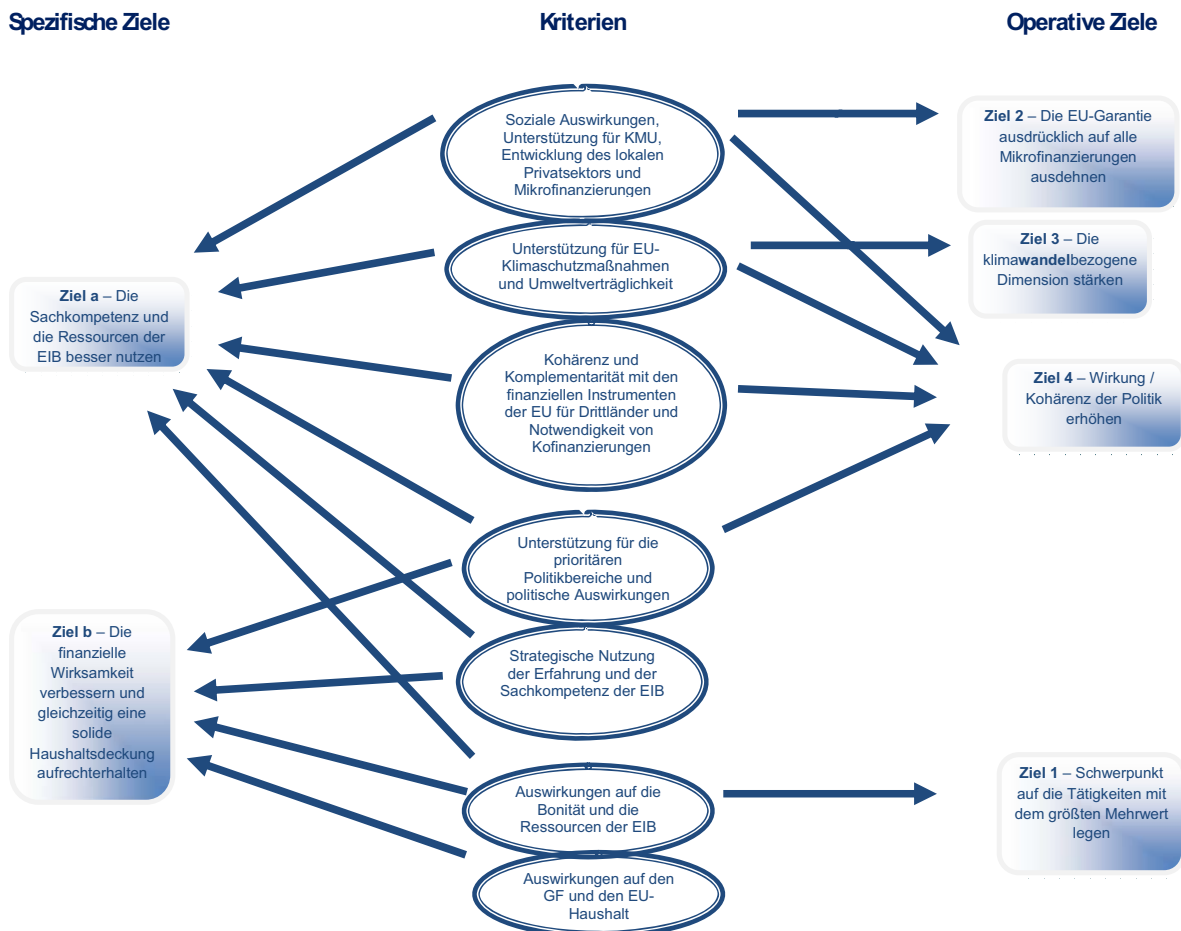 Spezifische Ziele
Kriterien
Operative Ziele
Soziale Auswirkungen,
Unterstützung für KMU,
Entwicklung des lokalen
Privatsektors und
Mikrofinanzierungen
Unterstützung für EU-
Klimaschutzmaßnahmen
und Umweltverträglichkeit
Kohärenz und
Komplementarität mit den
finanziellen Instrumenten
der EU für Drittländer und
Notwendigkeit von
Kofinanzierungen
Unterstützung für die
prioritären
Politikbereiche und
politische Auswirkungen
Strategische Nutzung
der Erfahrung und der
Sachkompetenz der EIB
Auswirkungen auf die
Bonität und die
Ressourcen der EIB
Auswirkungen auf den
GF und den EU-
Haushalt
Ziel a – Die
Sachkompetenz und
die Ressourcen der
EIB besser nutzen
Ziel b – Die
finanzielle
Wirksamkeit
verbessern und
gleichzeitig eine
solide
Haushaltsdeckung
aufrechterhalten
Ziel 2 – Die EU-Garantie
ausdrücklich auf alle
Mikrofinanzierungen
ausdehnen
Ziel 3 – Die
klimawandelbezogene
Dimension stärken
Ziel 4 – Wirkung /
Kohärenz der Politik
erhöhen
Ziel 1 – Schwerpunkt
auf die Tätigkeiten mit
dem größten Mehrwert
legen